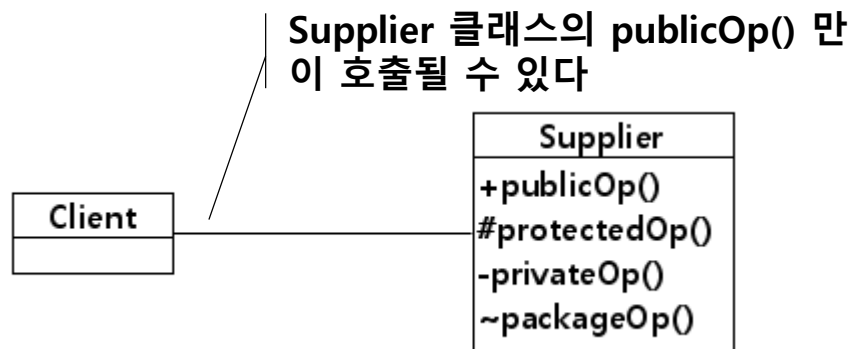 Supplier 클래스의 publicOp() 만
이 호출될 수 있다
Supplier
+publicOp()
Client
#protectedOp()
-privateOp()
~packageOp()